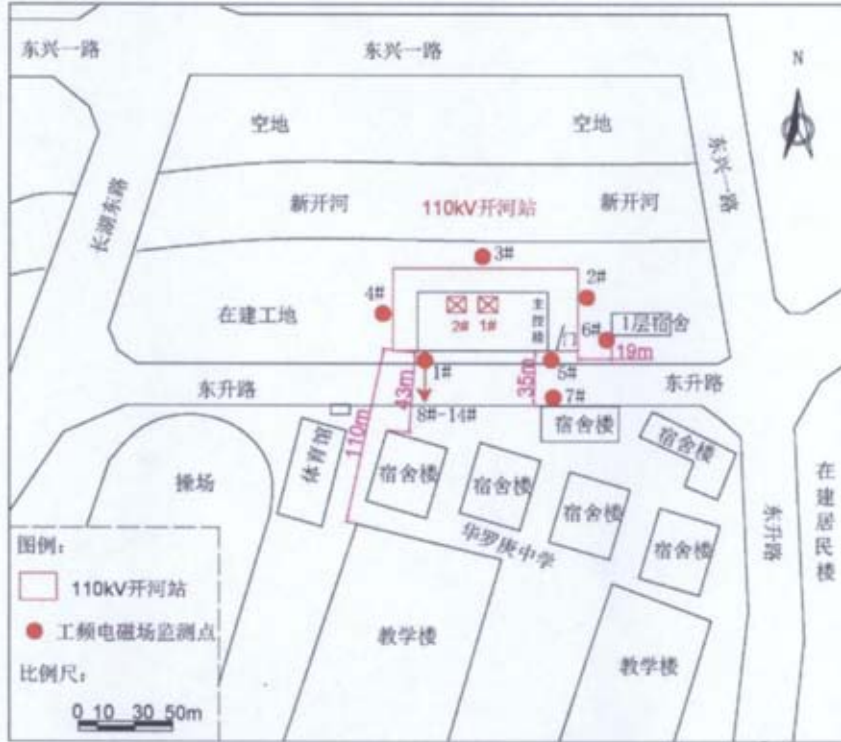 东兴一路
东兴一路
N
空地
空地
东兴一路
长湖东路
新开河
110kV开河站
新开河
3#
2#
4#
在建工地
2#
1#
主控楼
门
6#
1层宿舍
19m
1#
5#
东升路
43m
35m
东升路
110m
8#-14#
7#
宿舍楼
体育馆
宿舍楼
操场
宿舍楼
宿舍楼
宿舍楼
宿舍楼
华罗庚中学
东升路
在建居民楼
教学楼
教学楼
图例：
110kV开河站
工频电磁场监测点
比例尺：
0 10 30 50m